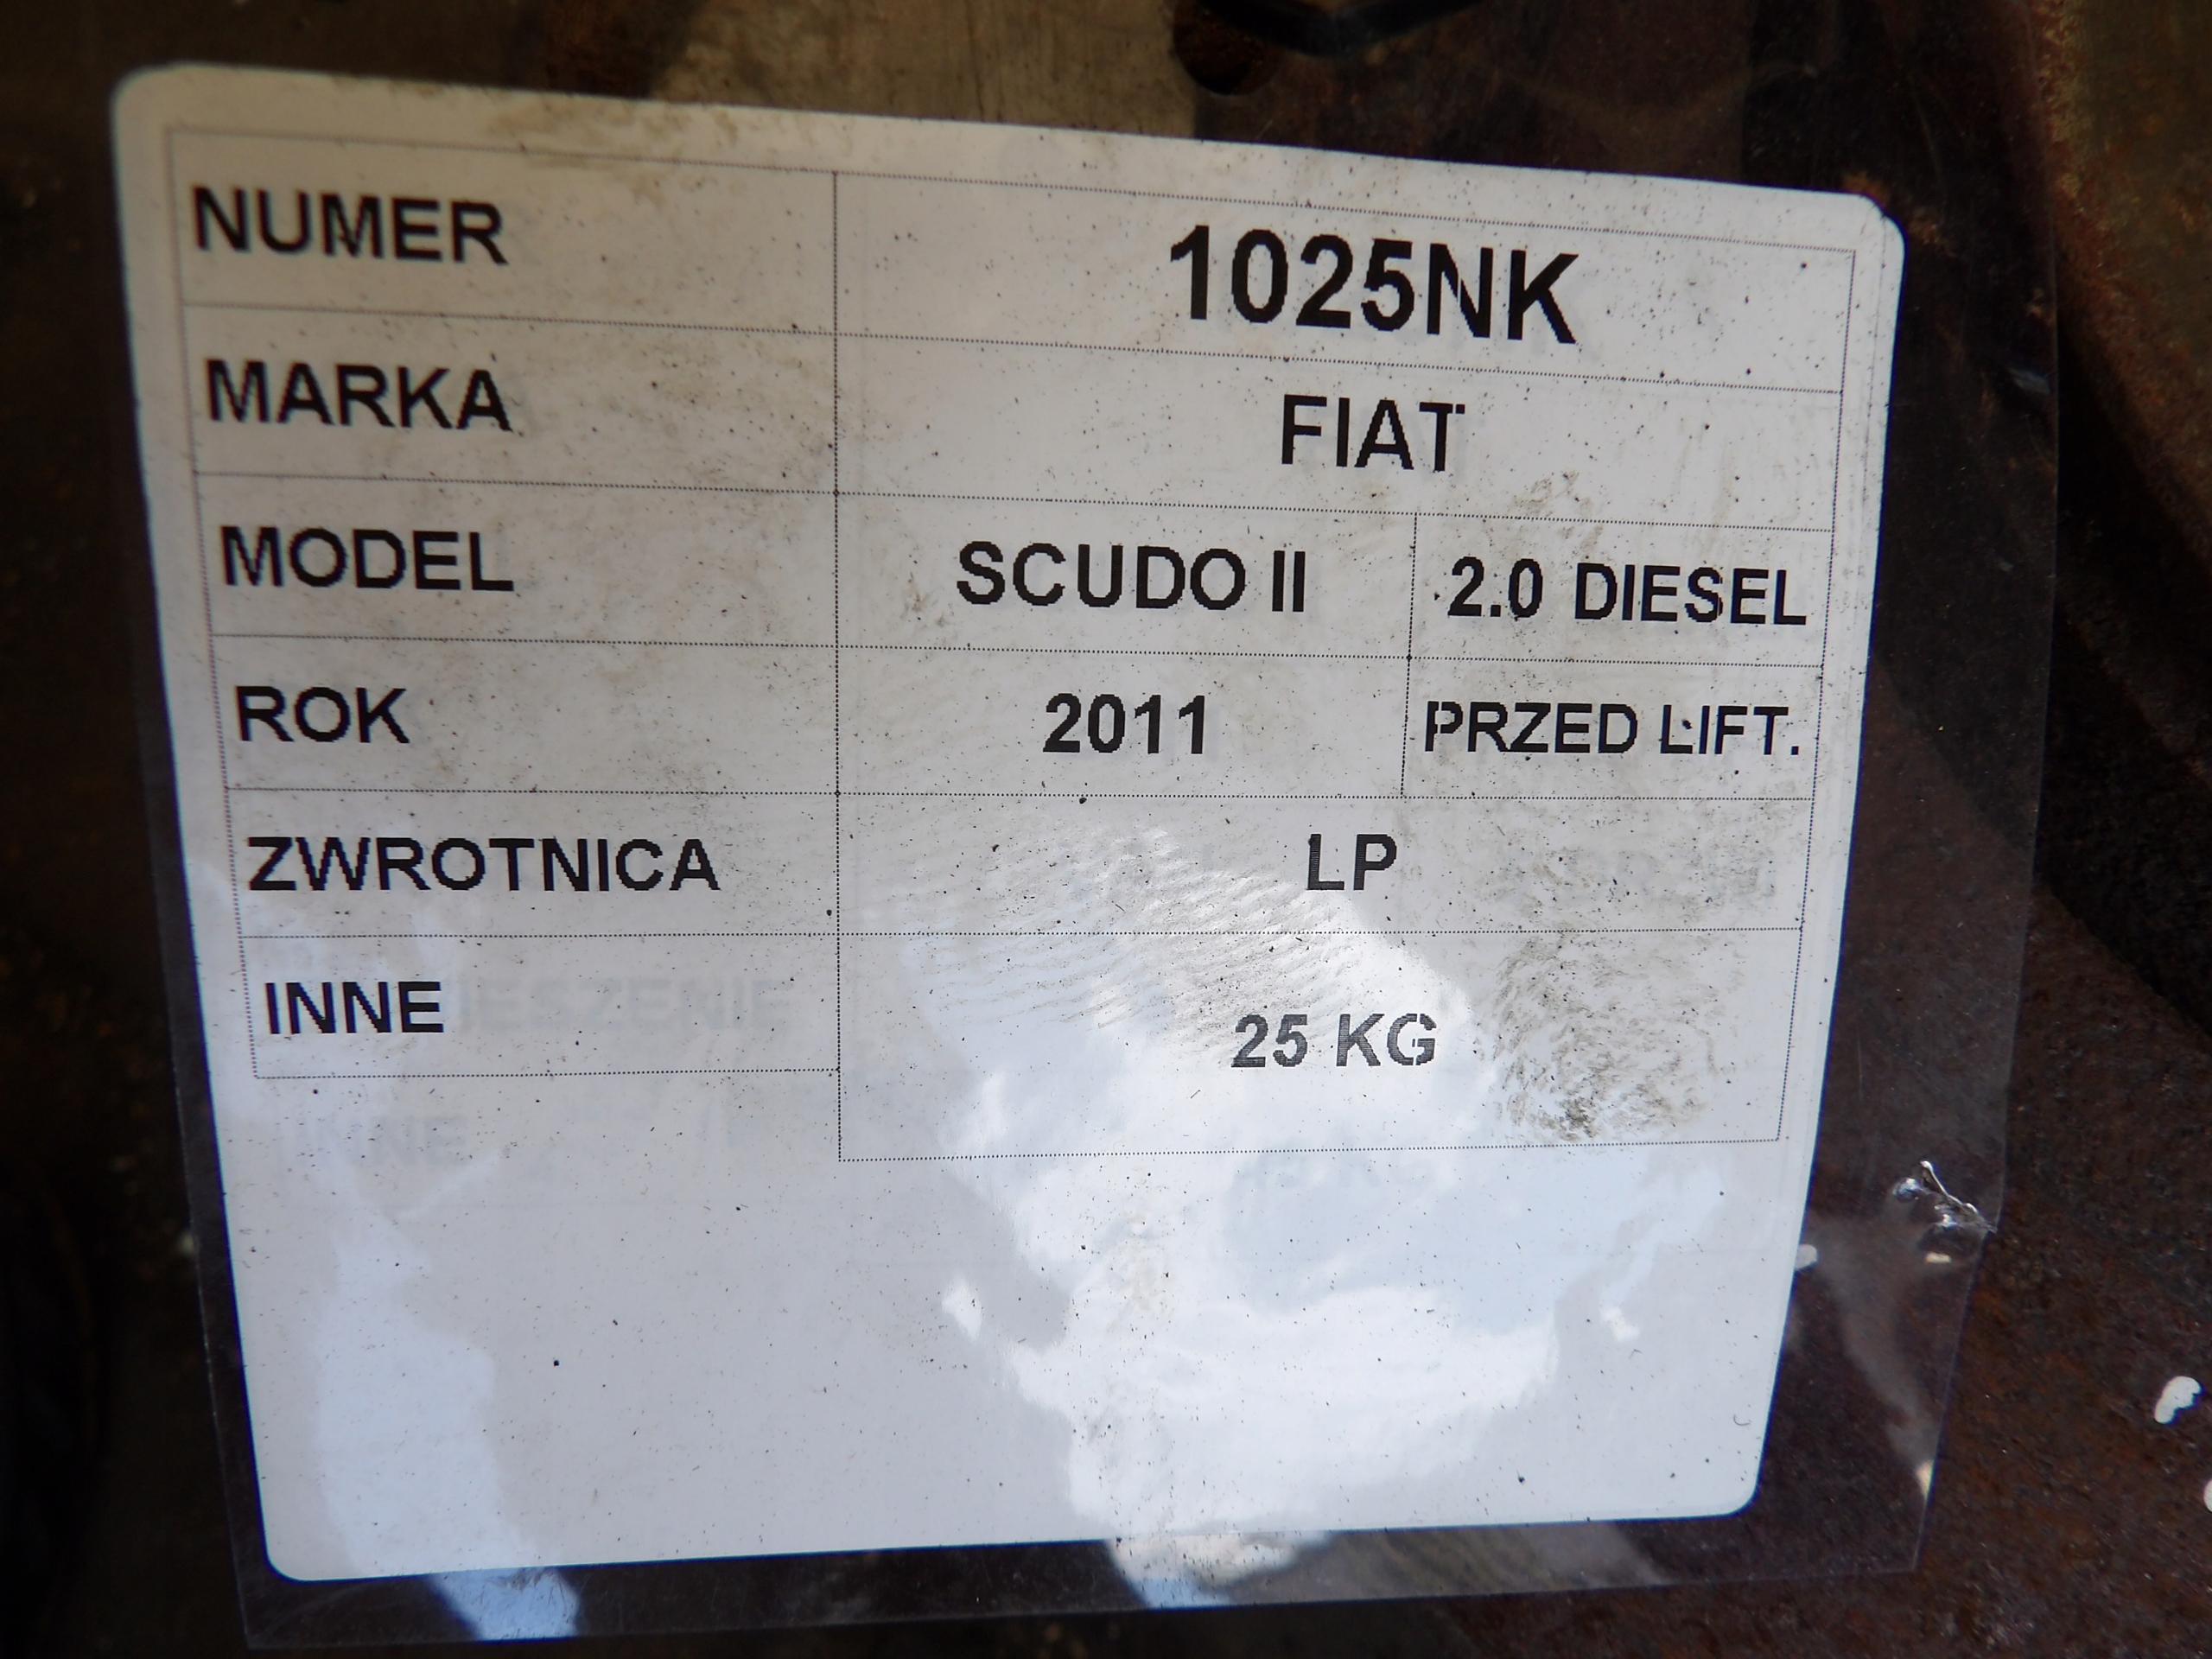 NUMER 1025NK
MARKA FIAT
MODEL SCUDO II 2.0 DIESEL
ROK 2011 PRZED LIFT.
ZWROTNICA LP
INNE 25 KG